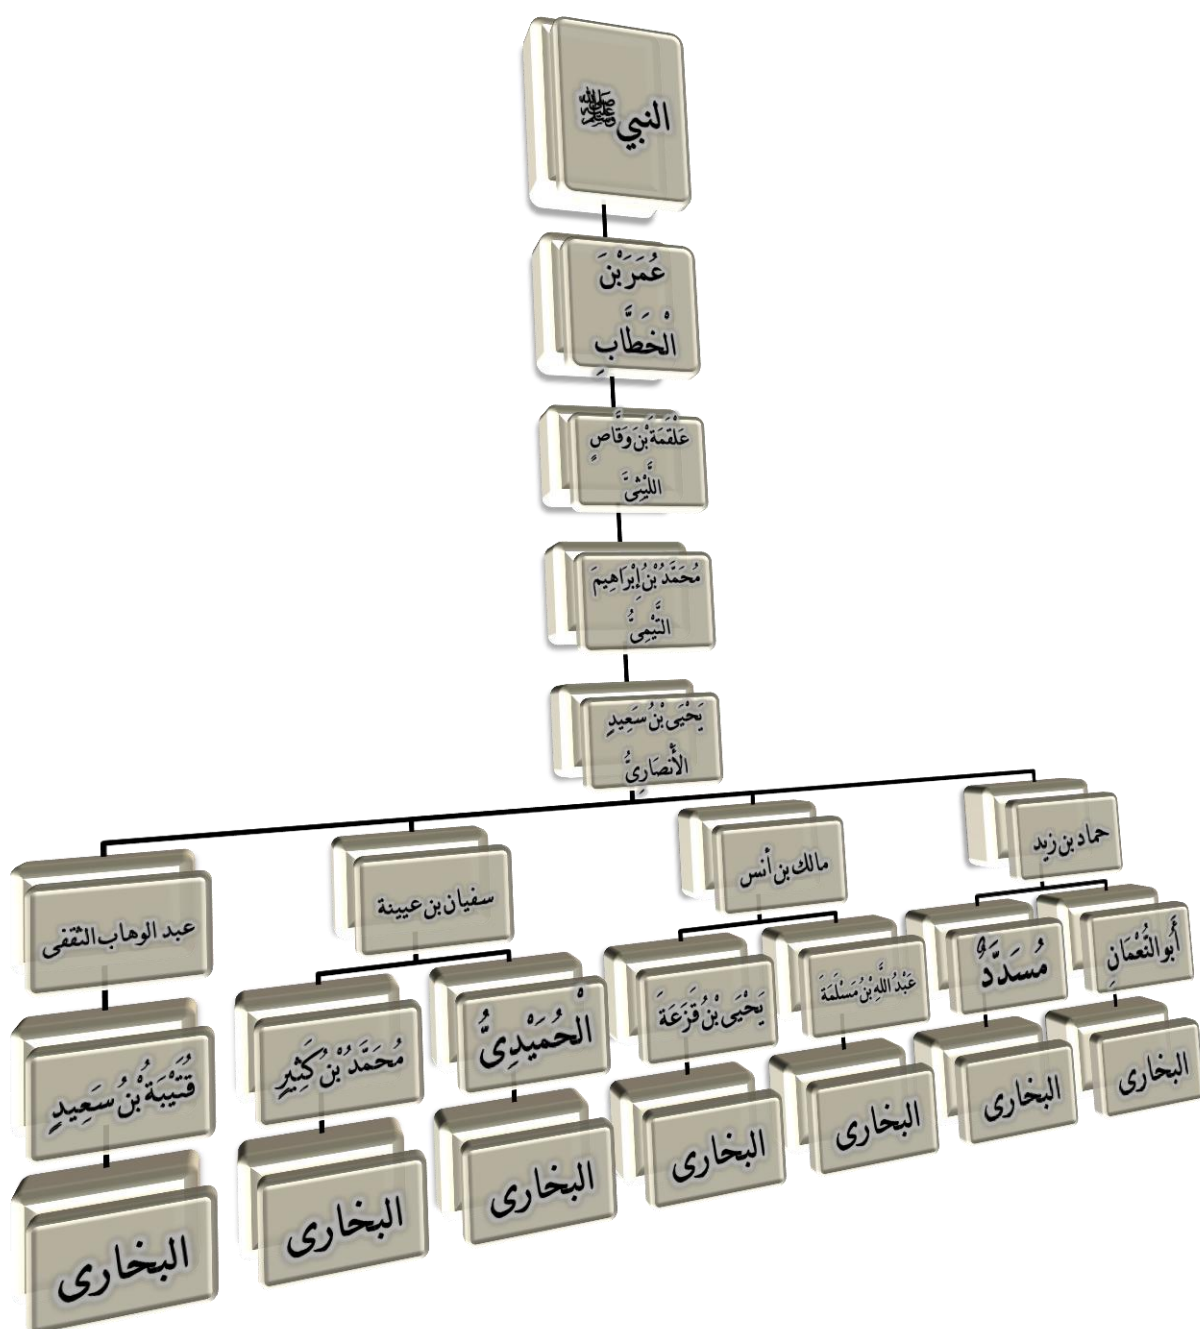 النبي ﷺ
عُمَرَ بْنَ
الْخَطَّابِ
عَلْقَمَةَ بْنَ وَقَّاصٍ
اللَّيْثِىَّ
مُحَمَّدُ بْنُ إِبْرَاهِيمَ
التَّيْمِىُّ
يَحْيَى بْنُ سَعِيدٍ
الأَنْصَارِىُّ
حماد بن زيد
مالك بن أنس
سفيان بن عيينة
عبد الوهاب الثقفى
أَبُو النُّعْمَانِ
مُسَدَّدٌ
عَبْدُ اللَّهِ بْنُ مَسْلَمَةَ
يَحْيَى بْنُ قَزَعَةَ
الْحُمَيْدِىُّ
مُحَمَّدُ بْنُ كَثِيرٍ
قُتَيْبَةُ بْنُ سَعِيدٍ
البخارى
البخارى
البخارى
البخارى
البخارى
البخارى
البخارى